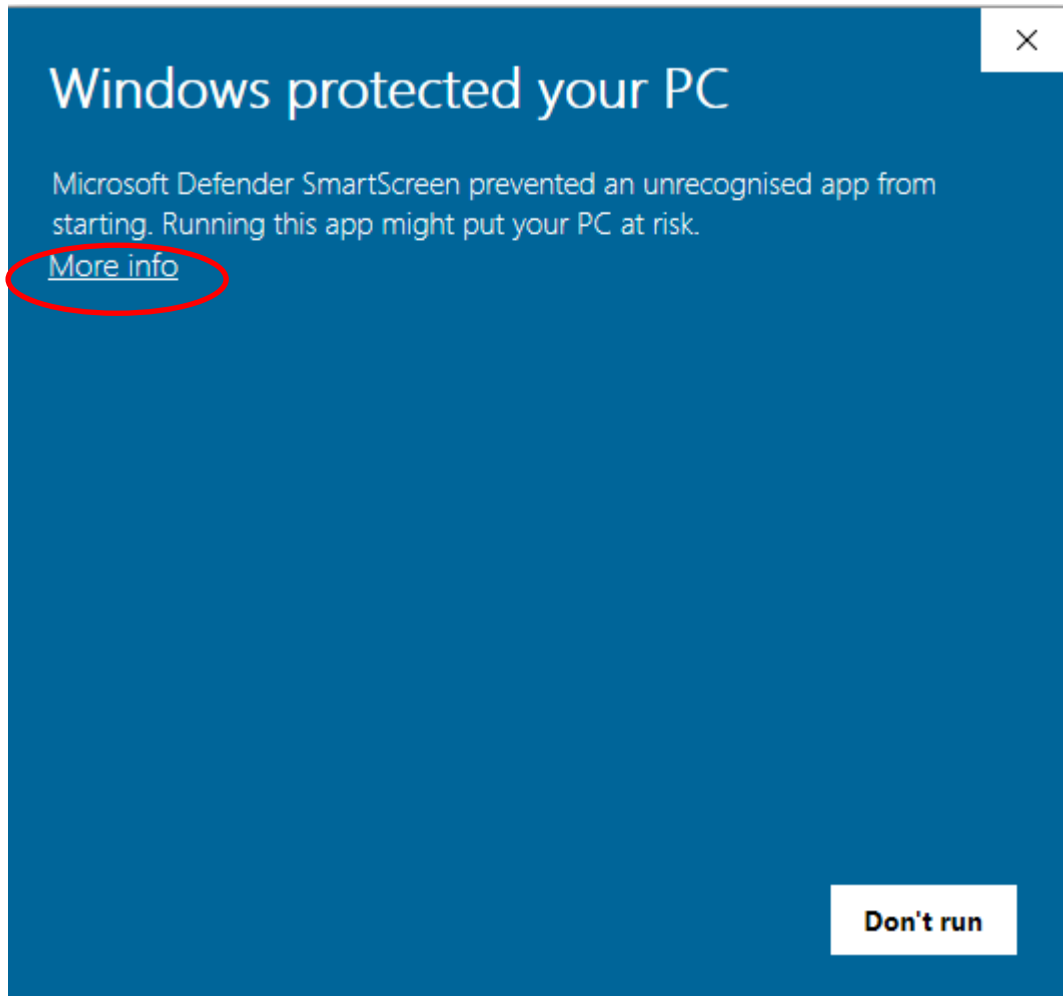 Windows protected your PC
Microsoft Defender SmartScreen prevented an unrecognised app from
starting. Running this app might put your PC at risk.
More info
Don't run